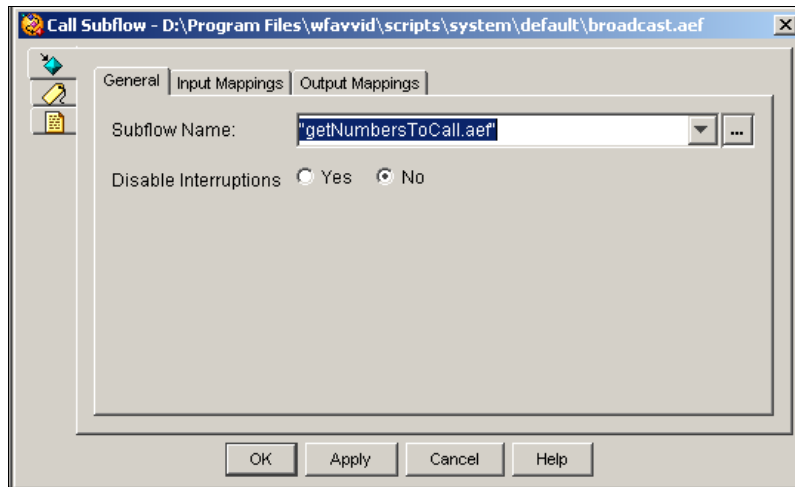 Call Subflow - D:\Program Files\wfavvid\scripts\system\default\broadcast.aef
General Input Mappings Output Mappings
Subflow Name: "getNumbersToCall.aef" ...
Disable Interruptions Yes No
OK Apply Cancel Help